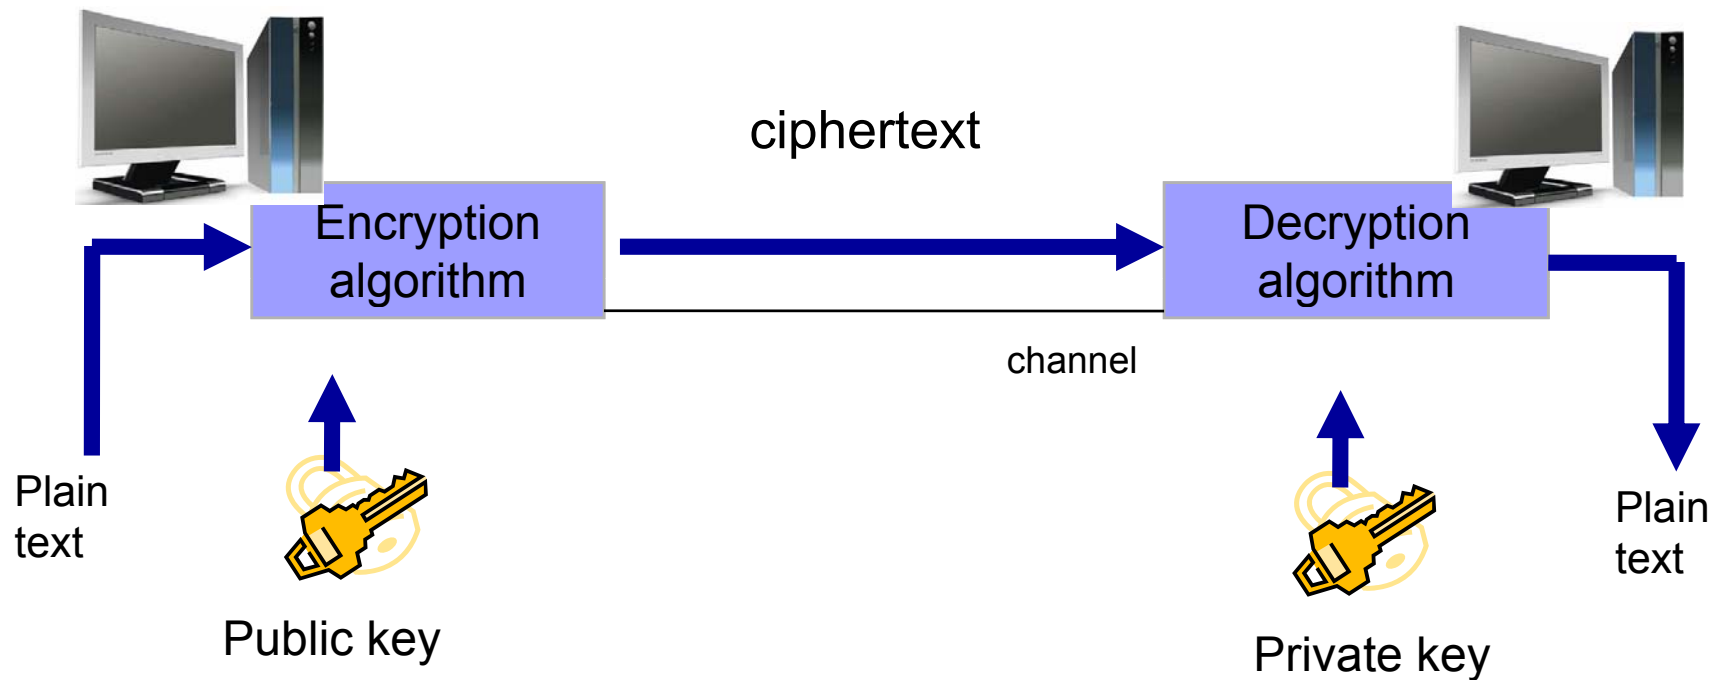 ciphertext
Encryption
algorithm
Decryption
algorithm
channel
Plain
text
Public key
Private key
Plain
text